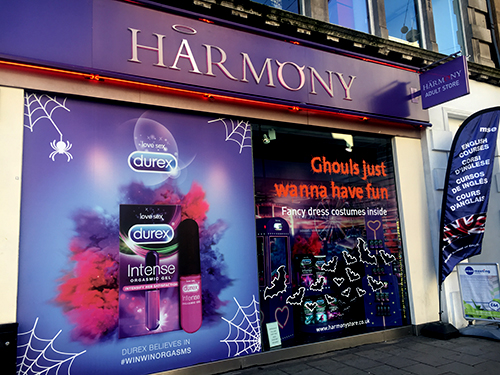 HARMONY
HARMONY
ADULT STORE
love sex
durex
love sex
durex
Intense
ORGASMIC GEL
durex
Intense
DUREX BELIEVES IN
#WINWINORGASMS
Ghouls just
wanna have fun
Fancy dress costumes inside
www.harmonystore.co.uk
ENGLISH
COURSES
CORSI
D'INGLESE
CURSOS
DE INGLÉS
COURS
D'ANGLAIS